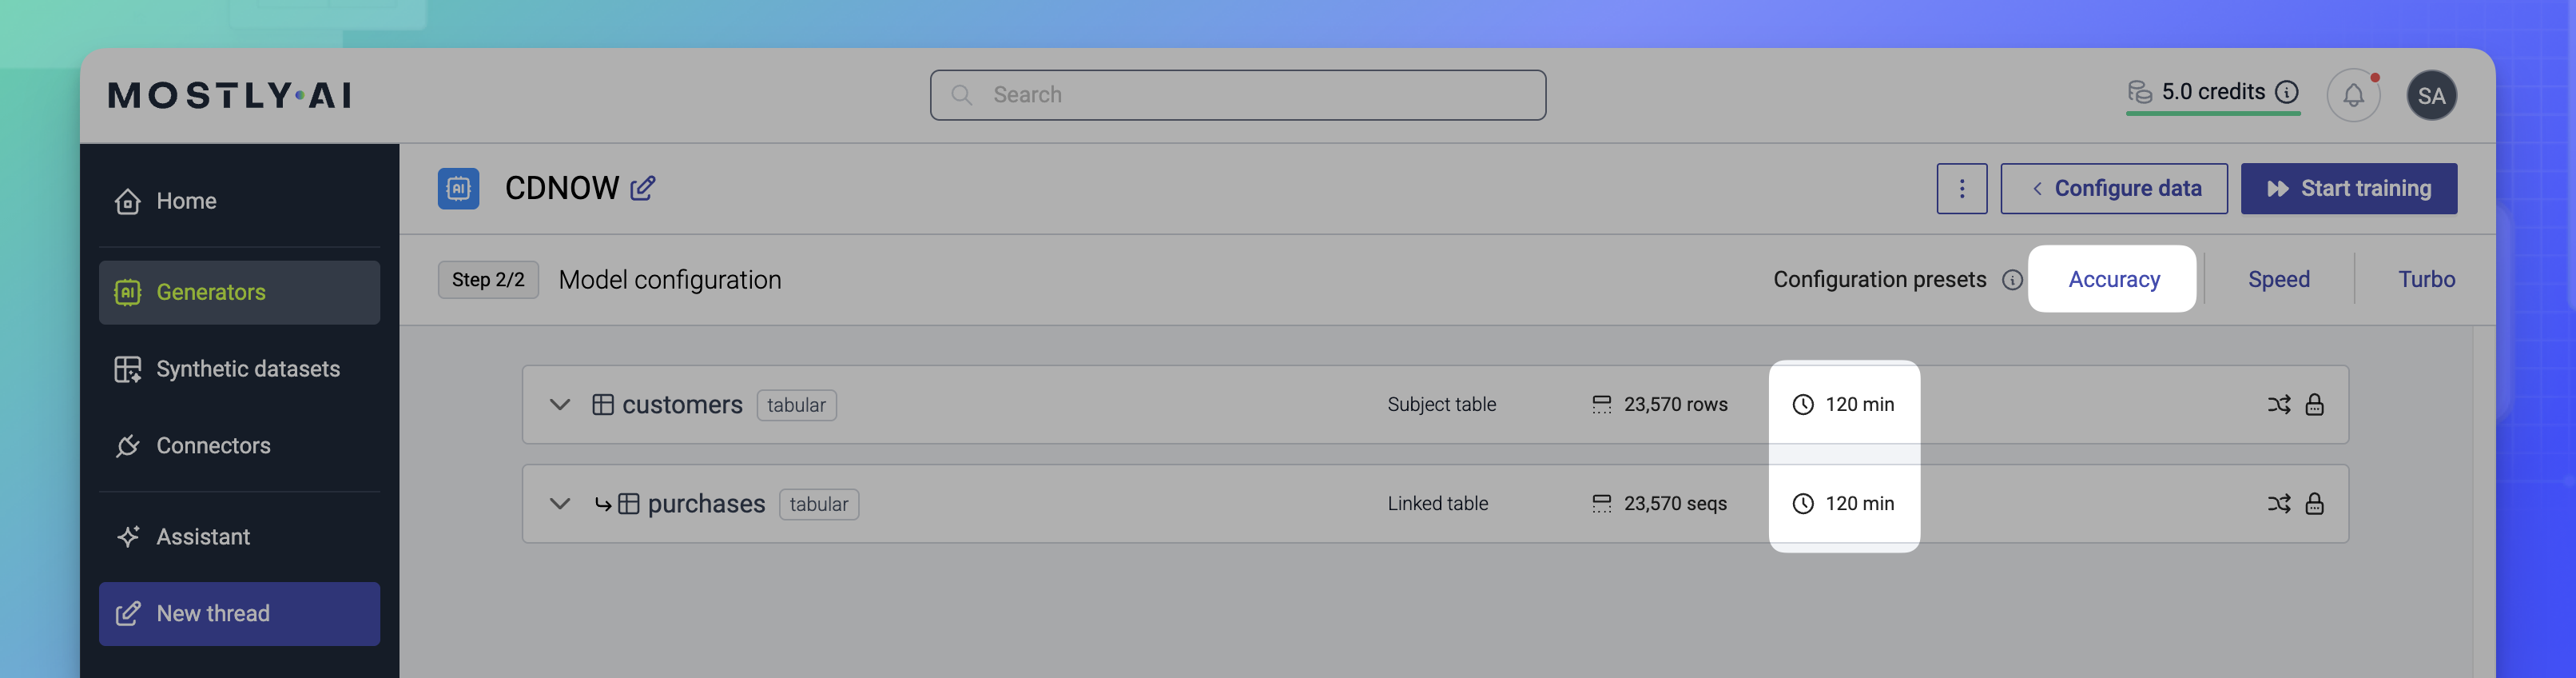 MOSTLY·AI
Search
5.0 credits
SA
Home
Generators
Synthetic datasets
Connectors
Assistant
New thread
CDNOW
Configure data
Start training
Step 2/2 Model configuration
Configuration presets Accuracy Speed Turbo
customers tabular Subject table 23,570 rows 120 min
purchases tabular Linked table 23,570 seqs 120 min